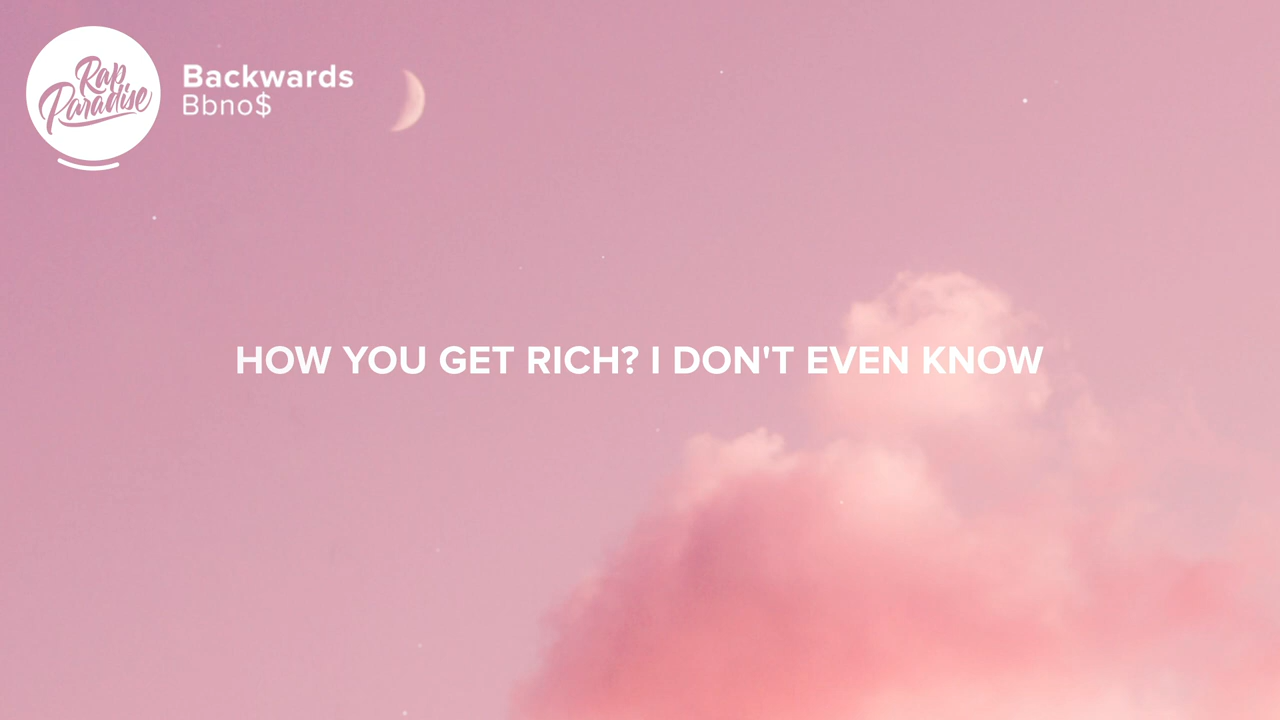 Rap
Paradise
Backwards
Bbno$
HOW YOU GET RICH? I DON'T EVEN KNOW